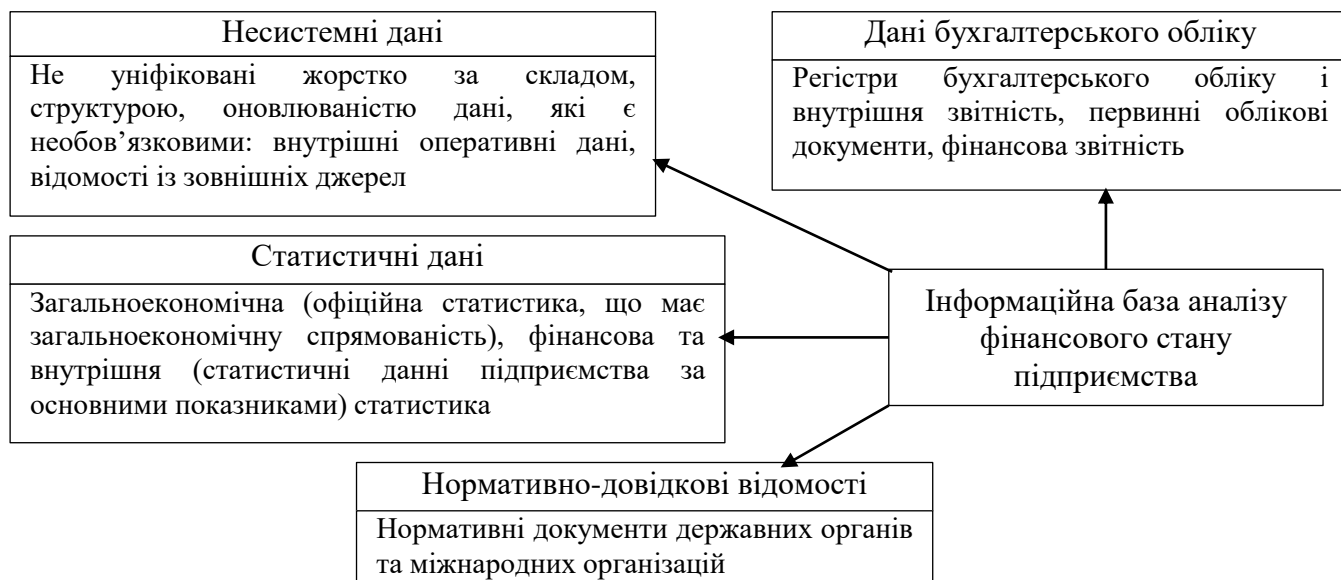 Несистемні дані
Не уніфіковані жорстко за складом,
структурою, оновлюваністю дані, які є
необов’язковими: внутрішні оперативні дані,
відомості із зовнішніх джерел
Дані бухгалтерського обліку
Регістри бухгалтерського обліку і
внутрішня звітність, первинні облікові
документи, фінансова звітність
Статистичні дані
Загальноекономічна (офіційна статистика, що має
загальноекономічну спрямованість), фінансова та
внутрішня (статистичні данні підприємства за
основними показниками) статистика
Інформаційна база аналізу
фінансового стану
підприємства
Нормативно-довідкові відомості
Нормативні документи державних органів
та міжнародних організацій